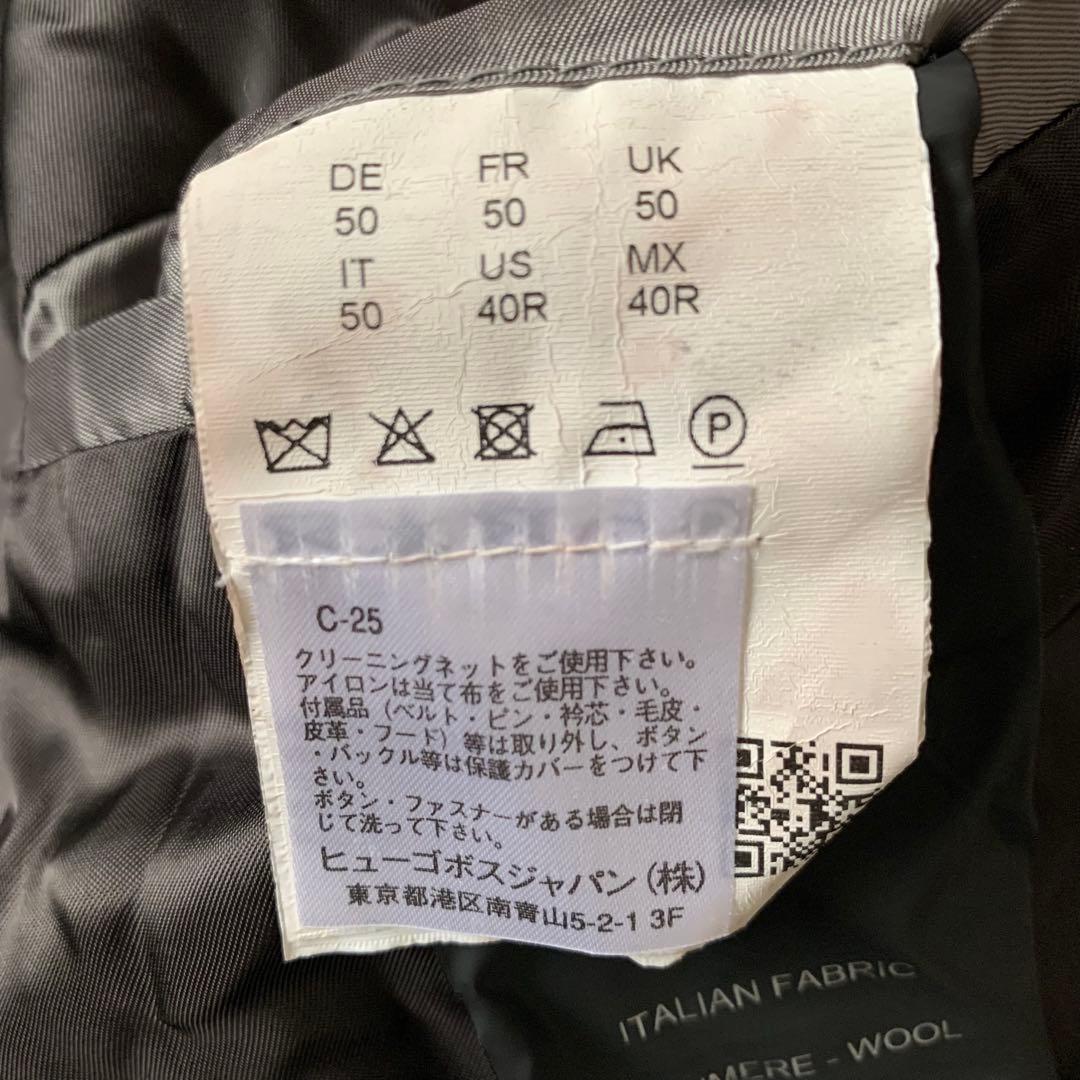 DE FR UK
50 50 50
IT US MX
50 40R 40R
P
C-25
クリーニングネットをご使用下さい。
アイロンは当て布をご使用下さい。
付属品（ベルト・ピン・衿芯・毛皮・
皮革・フード）等は取り外し、ボタン
・バックル等は保護カバーをつけて下
さい。
ボタン・ファスナーがある場合は閉
じて洗って下さい。
ヒューゴボスジャパン（株）
東京都港区南青山5-2-1 3F
ITALIAN FABRIC
- WOOL